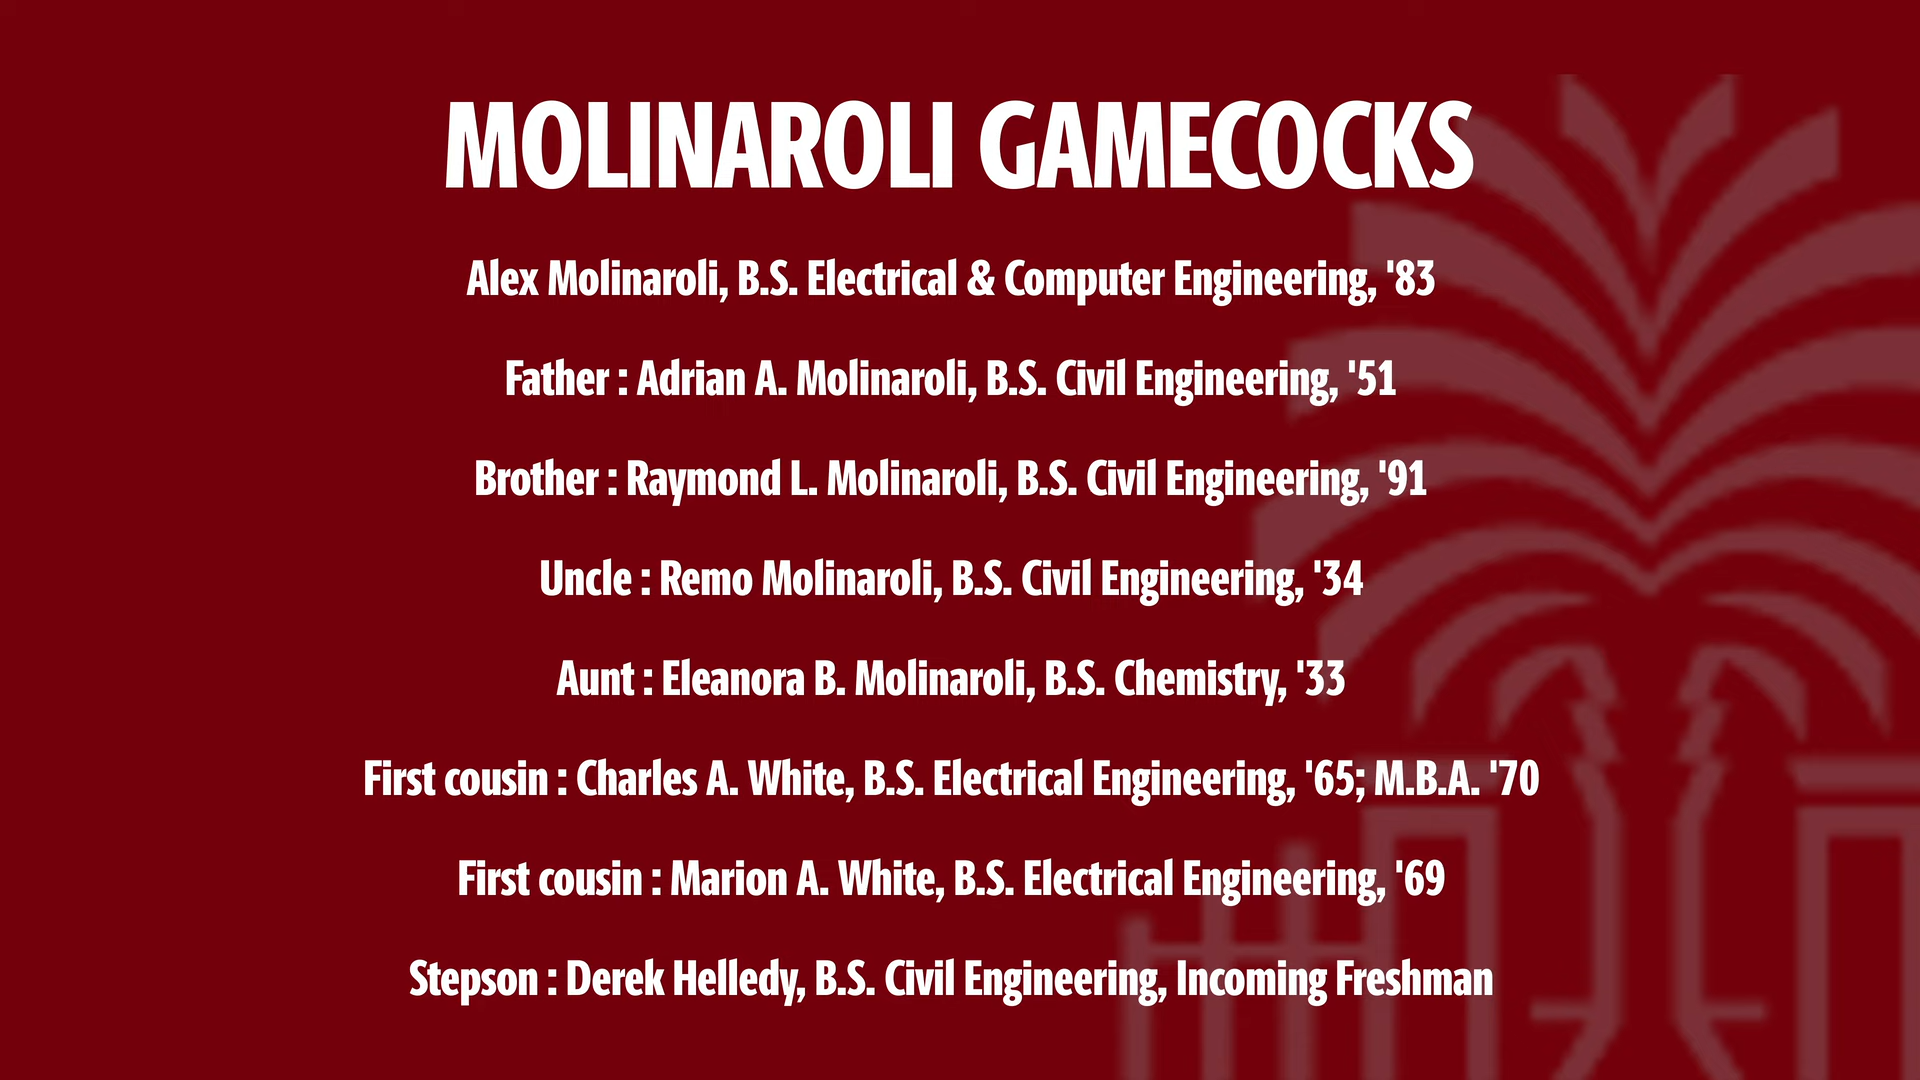 MOLINAROLI GAMECOCKS
Alex Molinaroli, B.S. Electrical & Computer Engineering, '83
Father : Adrian A. Molinaroli, B.S. Civil Engineering, '51
Brother : Raymond L. Molinaroli, B.S. Civil Engineering, '91
Uncle : Remo Molinaroli, B.S. Civil Engineering, '34
Aunt : Eleanora B. Molinaroli, B.S. Chemistry, '33
First cousin : Charles A. White, B.S. Electrical Engineering, '65; M.B.A. '70
First cousin : Marion A. White, B.S. Electrical Engineering, '69
Stepson : Derek Helledy, B.S. Civil Engineering, Incoming Freshman